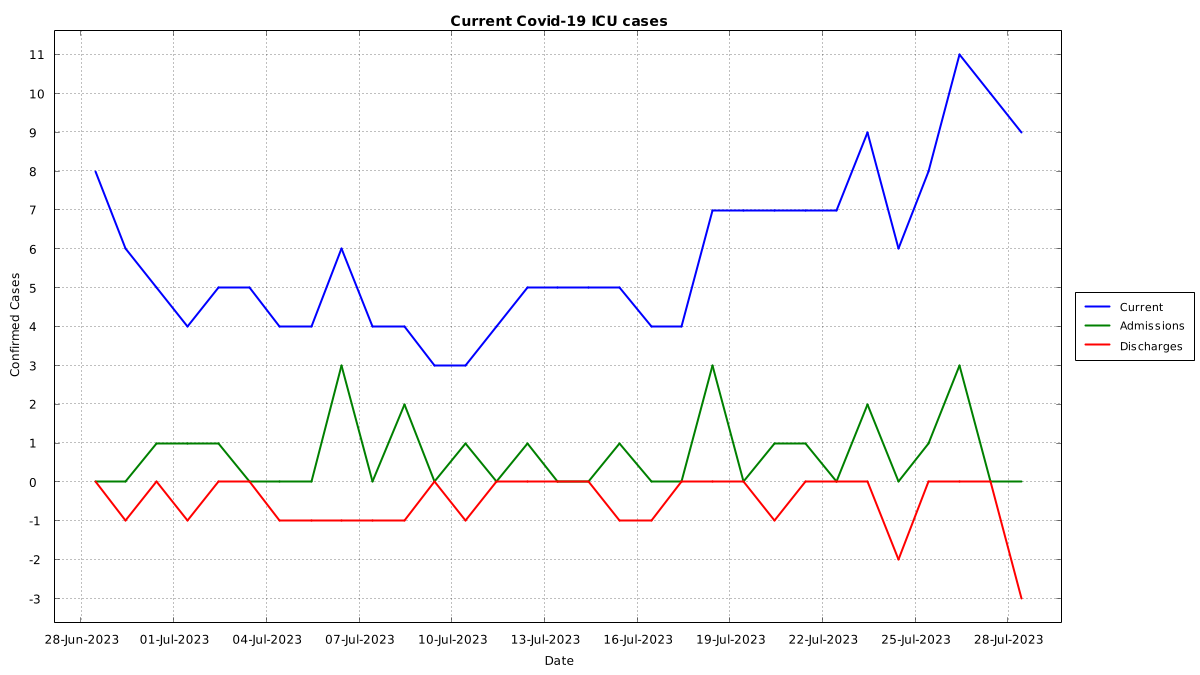 Current Covid-19 ICU cases
11
10
9
8
7
6
5
4
3
2
1
0
-1
-2
-3
Confirmed Cases
28-Jun-2023 01-Jul-2023 04-Jul-2023 07-Jul-2023 10-Jul-2023 13-Jul-2023 16-Jul-2023 19-Jul-2023 22-Jul-2023 25-Jul-2023 28-Jul-2023
Date
Current
Admissions
Discharges